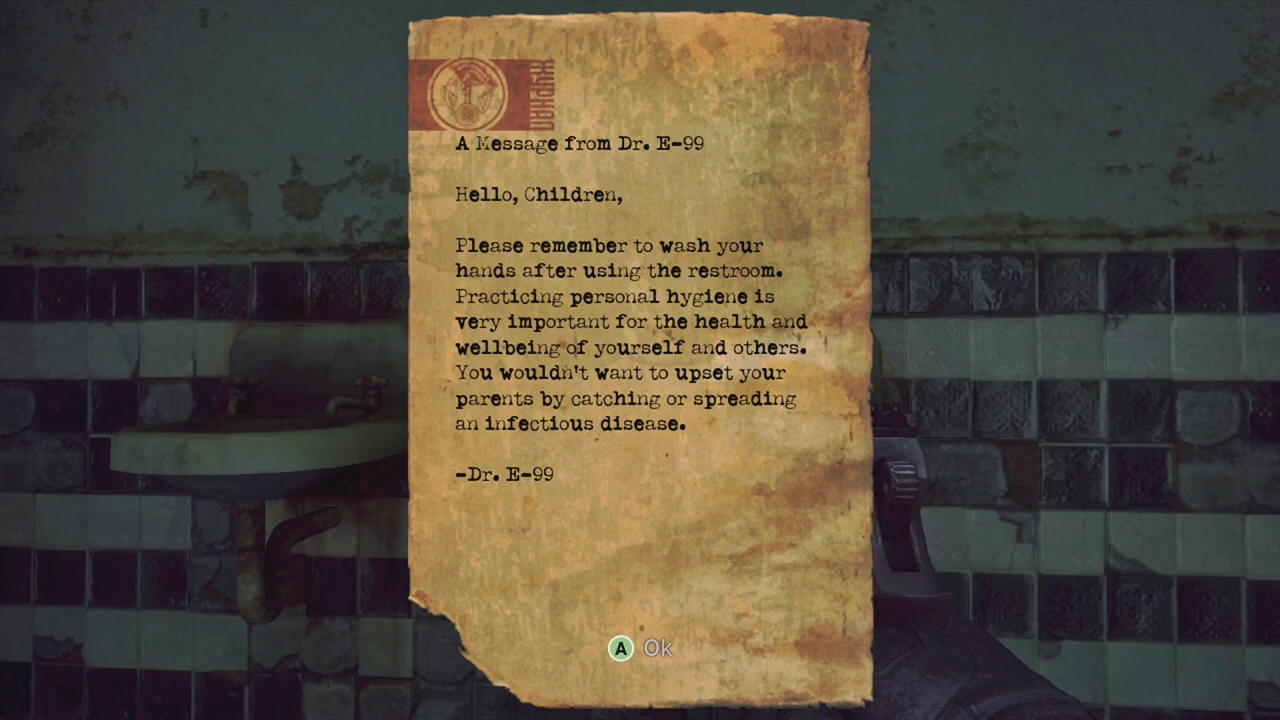 A Message from Dr. E-99
Hello, Children,
Please remember to wash your
hands after using the restroom.
Practicing personal hygiene is
very important for the health and
wellbeing of yourself and others.
You wouldn't want to upset your
parents by catching or spreading
an infectious disease.
-Dr. E-99
A Ok